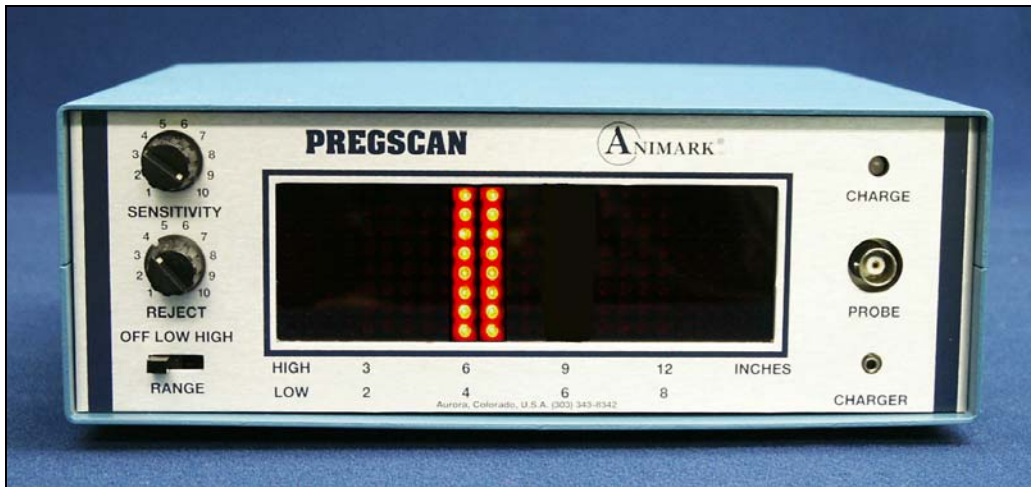 PREGSCAN
ANIMARK
1 2 3 4 5 6 7 8 9 10
SENSITIVITY
1 2 3 4 5 6 7 8 9 10
REJECT
OFF LOW HIGH
RANGE
HIGH 3 6 9 12 INCHES
LOW 2 4 6 8
Aurora, Colorado, U.S.A. (303) 343-8342
CHARGE
PROBE
CHARGER